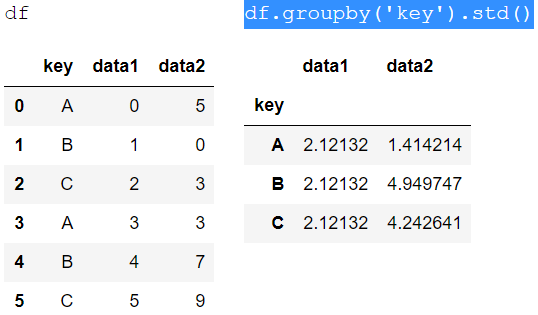 df
key data1 data2
0 A 0 5
1 B 1 0
2 C 2 3
3 A 3 3
4 B 4 7
5 C 5 9
df.groupby('key').std()
data1 data2
key
A 2.12132 1.414214
B 2.12132 4.949747
C 2.12132 4.242641